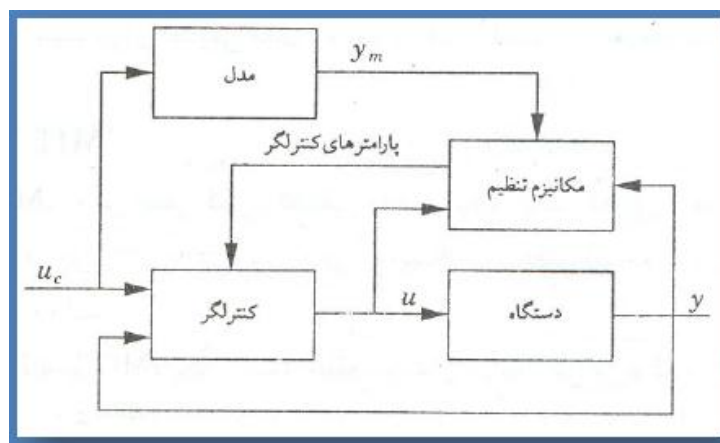 مدل
y_m
پارامترهای کنترلگر
مکانیزم تنظیم
u_c
کنترلگر
u
دستگاه
y